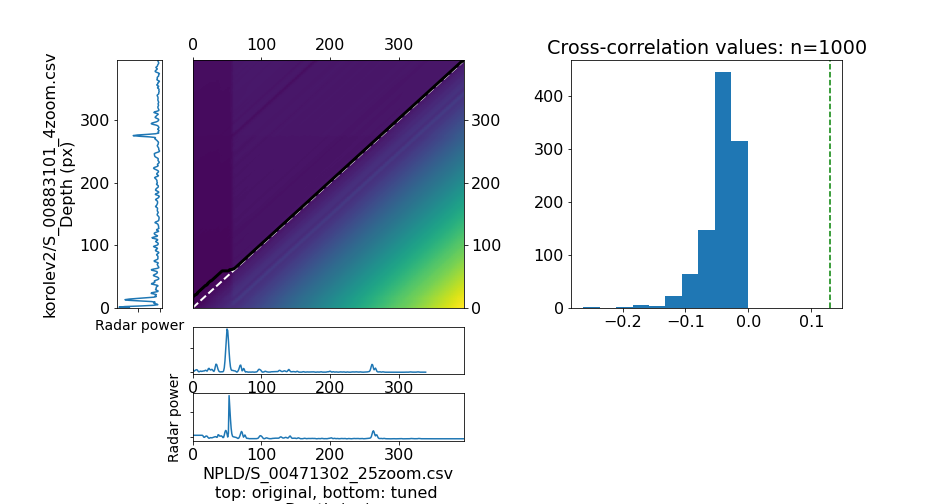 Cross-correlation values: n=1000
0 100 200 300
korolev2/S_00883101_4zoom.csv
Depth (px)
300
200
100
0
300
200
100
0
400
300
200
100
0
−0.2 −0.1 0.0 0.1
Radar power
0 100 200 300
Radar power
0 100 200 300
NPLD/S_00471302_25zoom.csv
top: original, bottom: tuned